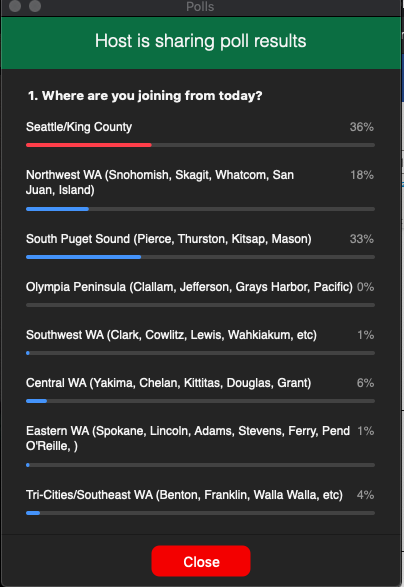 Polls
Host is sharing poll results
1. Where are you joining from today?
Seattle/King County 36%
Northwest WA (Snohomish, Skagit, Whatcom, San 18%
Juan, Island)
South Puget Sound (Pierce, Thurston, Kitsap, Mason) 33%
Olympia Peninsula (Clallam, Jefferson, Grays Harbor, Pacific) 0%
Southwest WA (Clark, Cowlitz, Lewis, Wahkiakum, etc) 1%
Central WA (Yakima, Chelan, Kittitas, Douglas, Grant) 6%
Eastern WA (Spokane, Lincoln, Adams, Stevens, Ferry, Pend 1%
O'Reille, )
Tri-Cities/Southeast WA (Benton, Franklin, Walla Walla, etc) 4%
Close